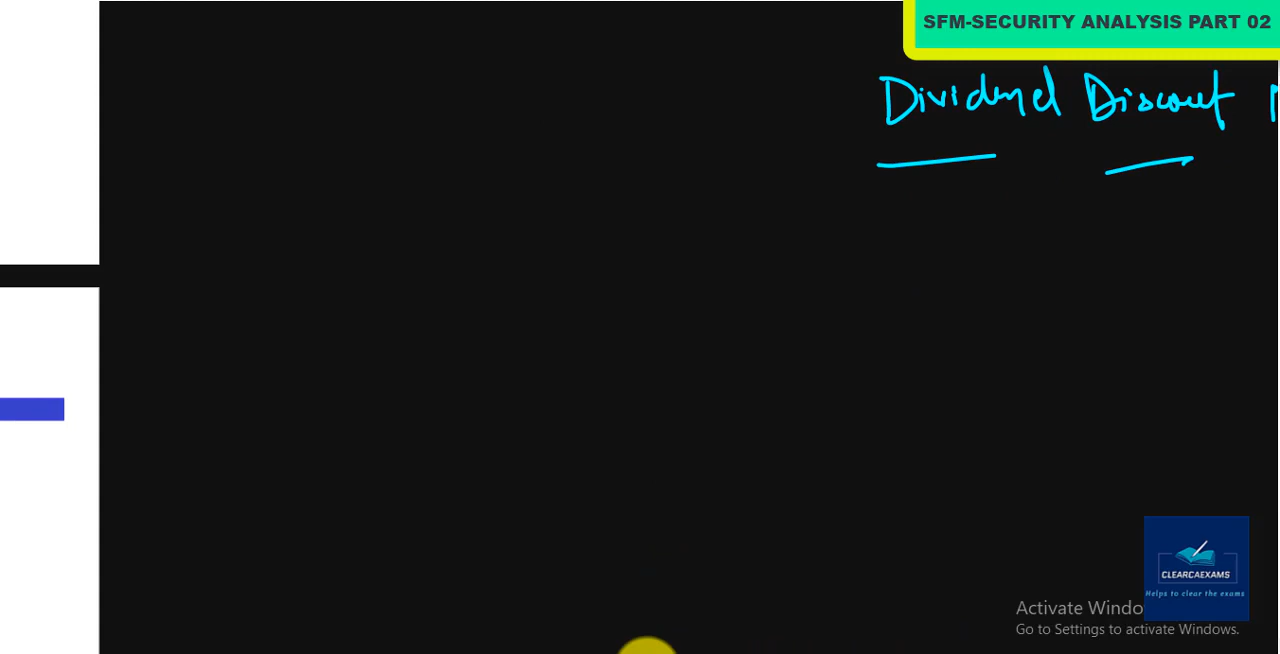 SFM-SECURITY ANALYSIS PART 02
Dividend Discout
CLEARCAEXAMS
Helps to clear the exams
Activate Windo
Go to Settings to activate Windows.